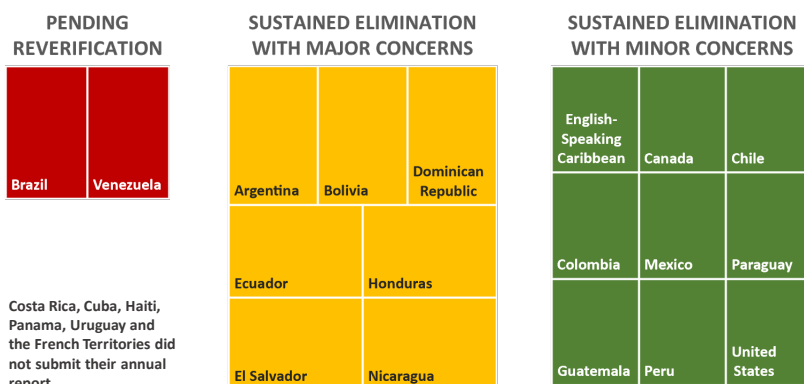 PENDING
REVERIFICATION
Brazil
Venezuela
Costa Rica, Cuba, Haiti,
Panama, Uruguay and
the French Territories did
not submit their annual
report
SUSTAINED ELIMINATION
WITH MAJOR CONCERNS
Argentina
Bolivia
Dominican
Republic
Ecuador
Honduras
El Salvador
Nicaragua
SUSTAINED ELIMINATION
WITH MINOR CONCERNS
English-
Speaking
Caribbean
Canada
Chile
Colombia
Mexico
Paraguay
Guatemala
Peru
United
States